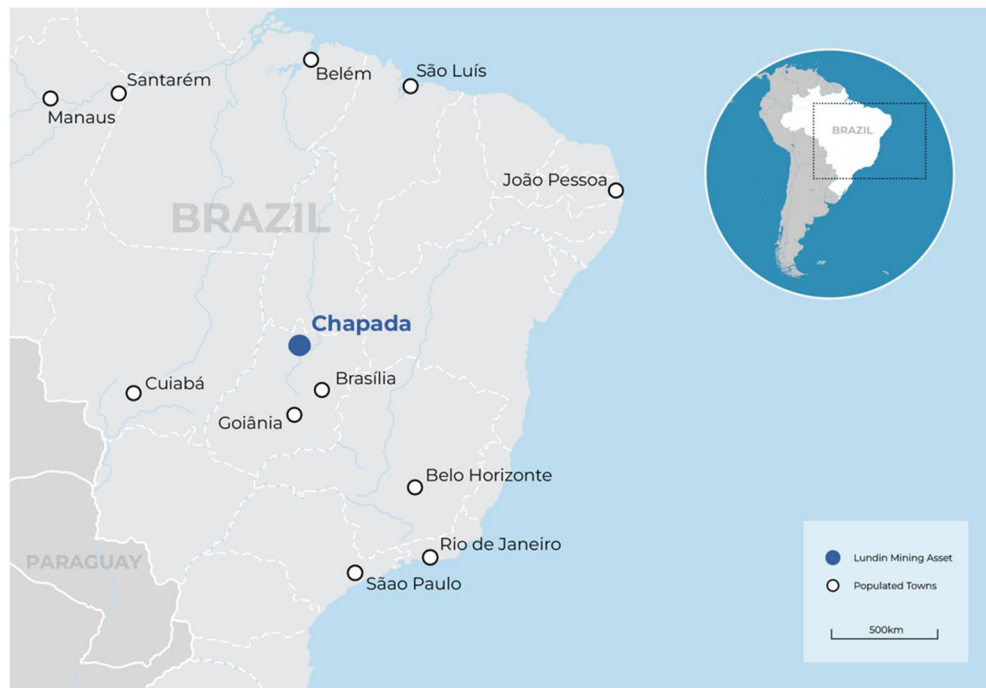 Belém
São Luís
Santarém
Manaus
BRAZIL
João Pessoa
BRAZIL
Chapada
Cuiabá
Brasília
Goiânia
Belo Horizonte
Rio de Janeiro
PARAGUAY
Sãao Paulo
Lundin Mining Asset
Populated Towns
500km